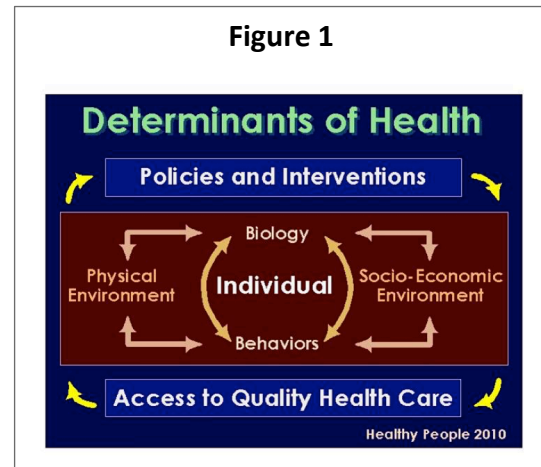 Figure 1
Determinants of Health
Policies and Interventions
Biology
Physical
Environment
Individual
Socio-Economic
Environment
Behaviors
Access to Quality Health Care
Healthy People 2010